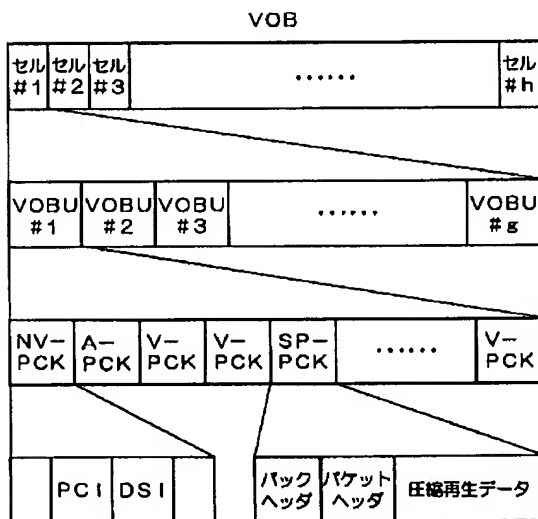 VOB
セル セル セル セル
#1 #2 #3 ...... #h
VOBU VOBU VOBU VOBU
#1 #2 #3 ...... #g
NV- A- V- V- SP- V-
PCK PCK PCK PCK PCK ...... PCK
PCI DSI
パック パケット
ヘッダ ヘッダ 圧縮再生データ